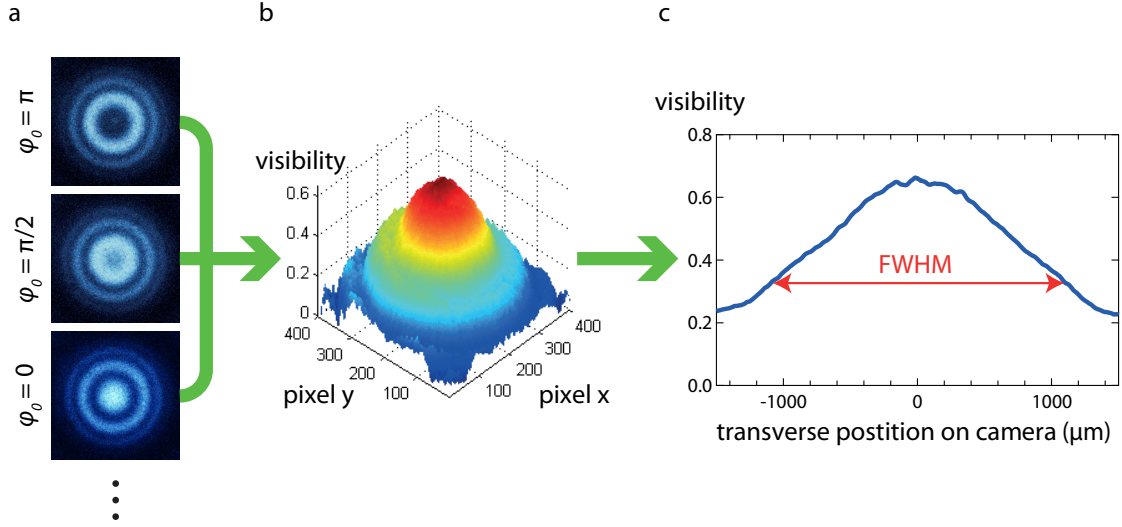 a
b
c
φ₀ = π
φ₀ = π/2
φ₀ = 0
visibility
0.6
0.4
0.2
0
400
300
200
100
pixel y
100
200
300
400
pixel x
visibility
0.8
0.6
0.4
0.2
0.0
FWHM
-1000
0
1000
transverse postition on camera (μm)